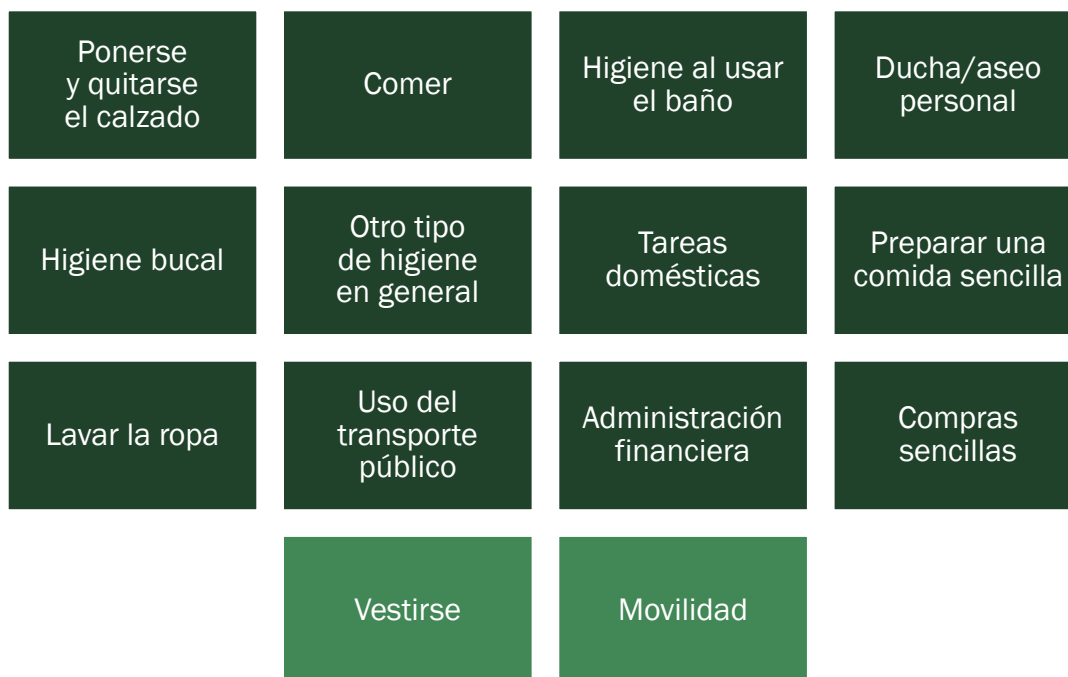 Ponerse
y quitarse
el calzado
Comer
Higiene al usar
el baño
Ducha/aseo
personal
Higiene bucal
Otro tipo
de higiene
en general
Tareas
domésticas
Preparar una
comida sencilla
Lavar la ropa
Uso del
transporte
público
Administración
financiera
Compras
sencillas
Vestirse
Movilidad